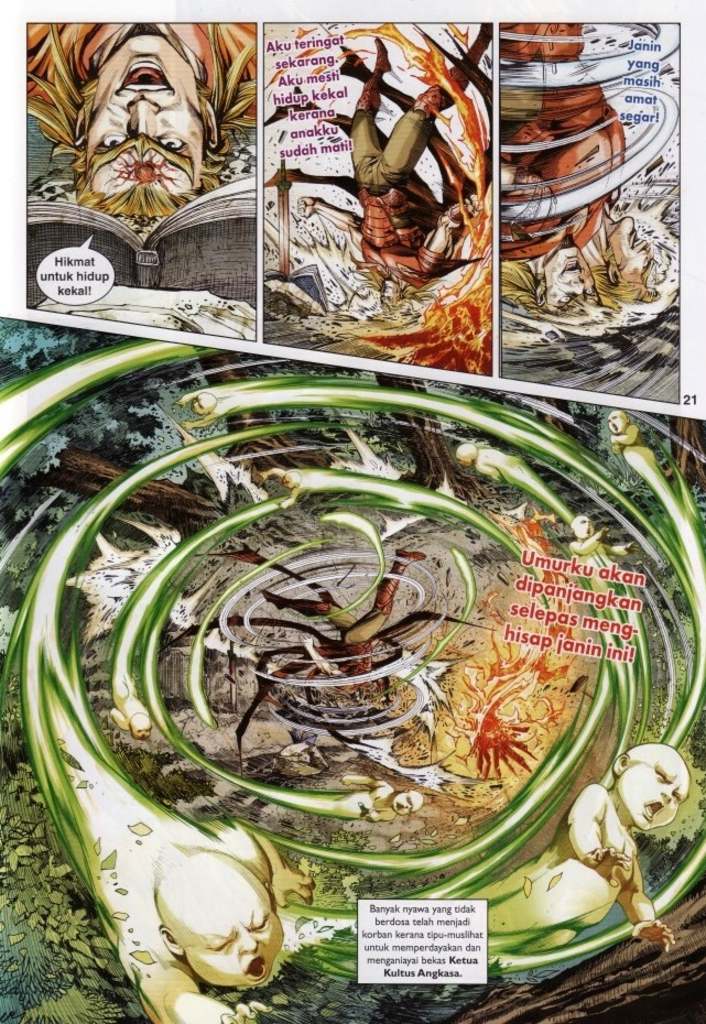 Hikmat
untuk hidup
kekal!
Aku teringat
sekarang.
Aku mesti
hidup kekal
kerana
anakku
sudah mati!
Janin
yang
masih
amat
segar!
21
Umurku akan
dipanjangkan
selepas meng-
hisap janin ini!
Banyak nyawa yang tidak
berdosa telah menjadi
korban kerana tipu-muslihat
untuk memperdayakan dan
menganiayai bekas Ketua
Kultus Angkasa.